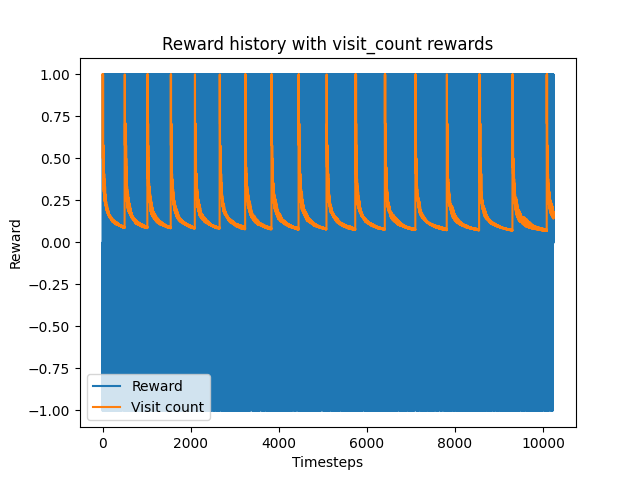 Reward history with visit_count rewards
1.00
0.75
0.50
0.25
0.00
−0.25
−0.50
−0.75
−1.00
Reward
Reward
Visit count
0 2000 4000 6000 8000 10000
Timesteps